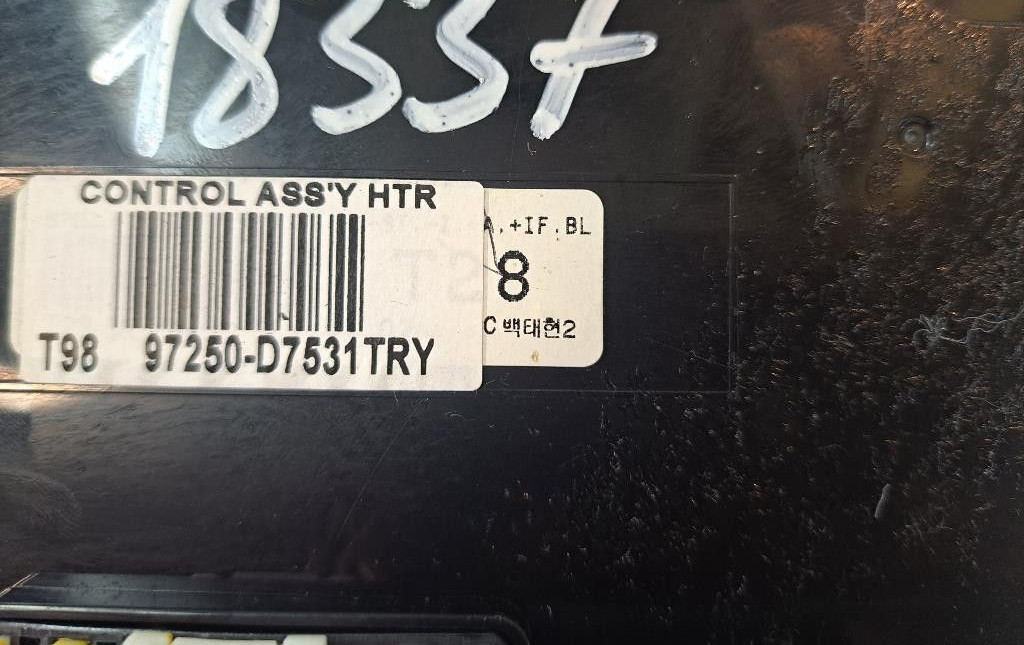 18557
CONTROL ASS'Y HTR
T98 97250-D7531TRY
A.+IF.BL
8
C 백태현2